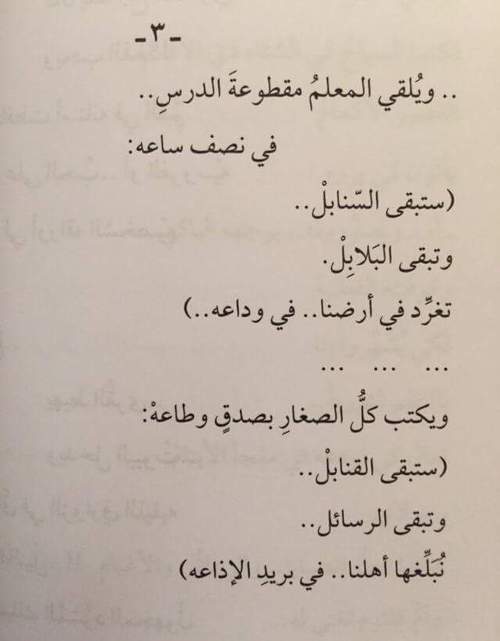 ـ ٣ ـ
.. ويُلقي المعلمُ مقطوعةَ الدرسِ..
في نصف ساعه:
(ستبقى السّنابلْ..
وتبقى البَلابِلْ.
تغرِّد في أرضنا.. في وداعه..)
... ... ...
ويكتب كلُّ الصغارِ بصدقٍ وطاعهْ:
(ستبقى القنابلْ..
وتبقى الرسائل..
نُبَلِّغها أهلنا.. في بريدِ الإذاعه)